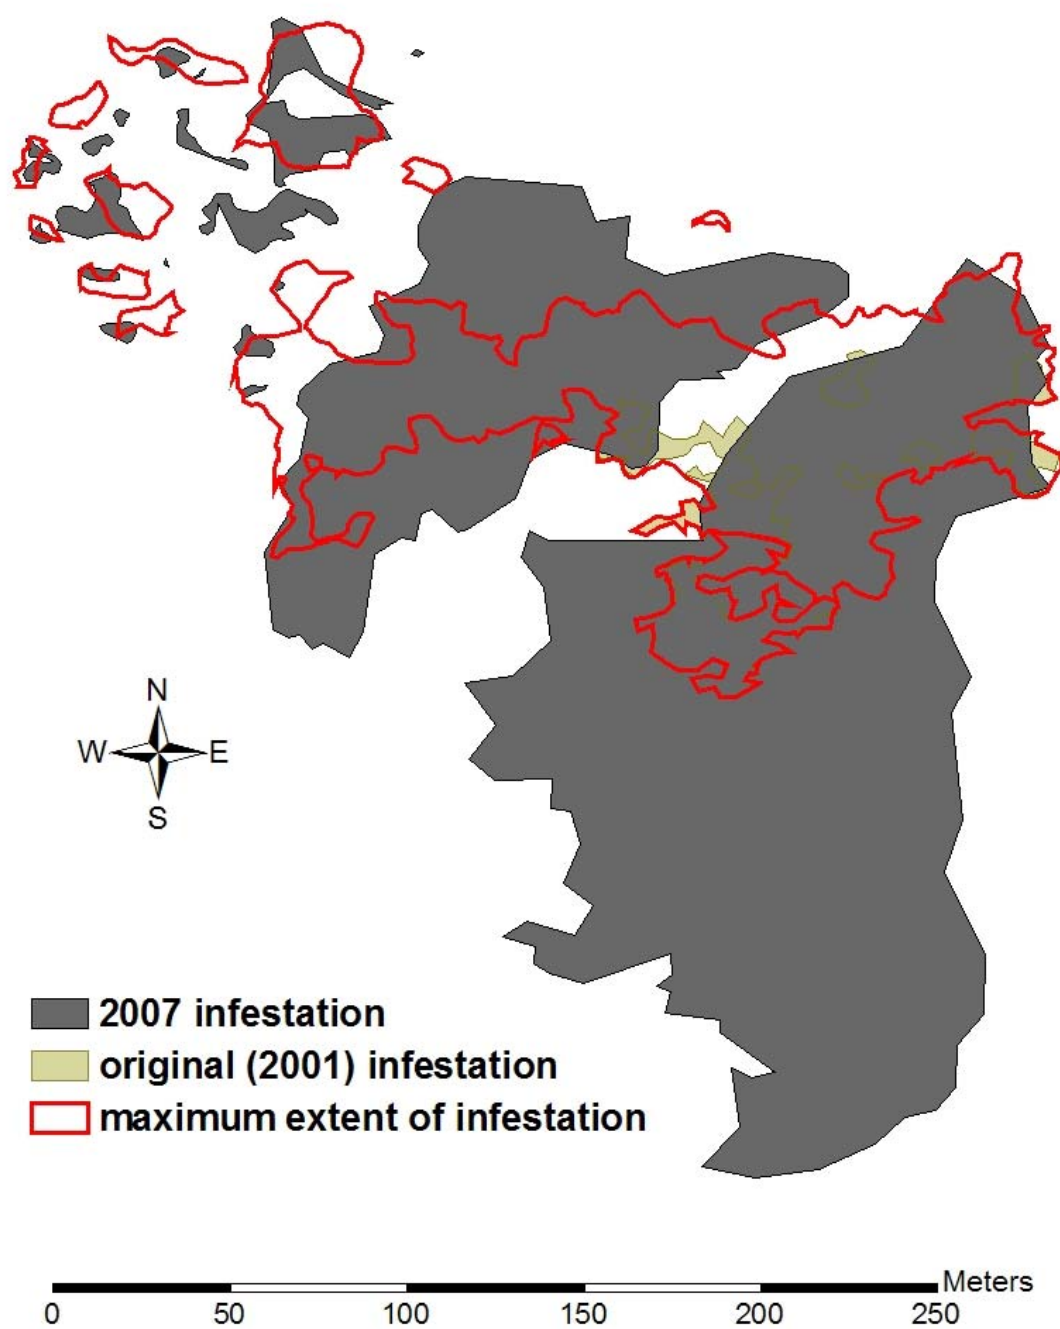 N
W E
S
2007 infestation
original (2001) infestation
maximum extent of infestation
Meters
0 50 100 150 200 250